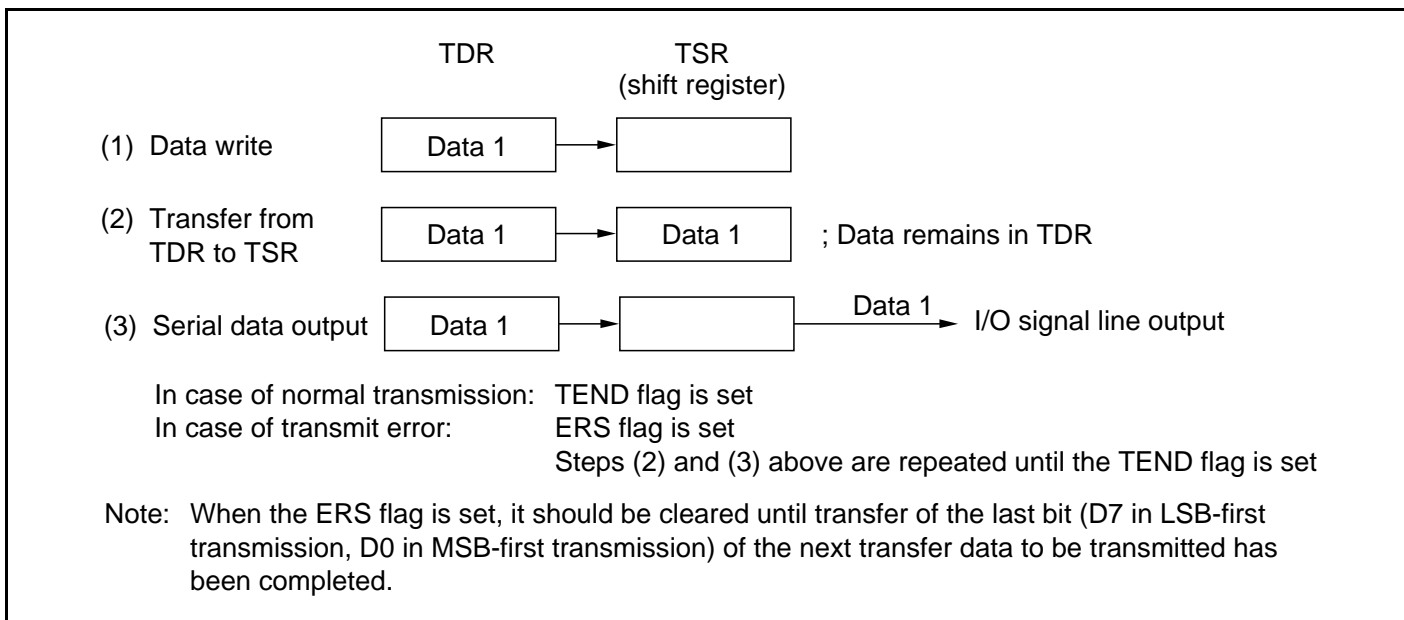 TDR TSR
(shift register)
(1) Data write Data 1
(2) Transfer from
TDR to TSR Data 1 Data 1 ; Data remains in TDR
(3) Serial data output Data 1 Data 1 I/O signal line output
In case of normal transmission: TEND flag is set
In case of transmit error: ERS flag is set
Steps (2) and (3) above are repeated until the TEND flag is set
Note: When the ERS flag is set, it should be cleared until transfer of the last bit (D7 in LSB-first
transmission, D0 in MSB-first transmission) of the next transfer data to be transmitted has
been completed.